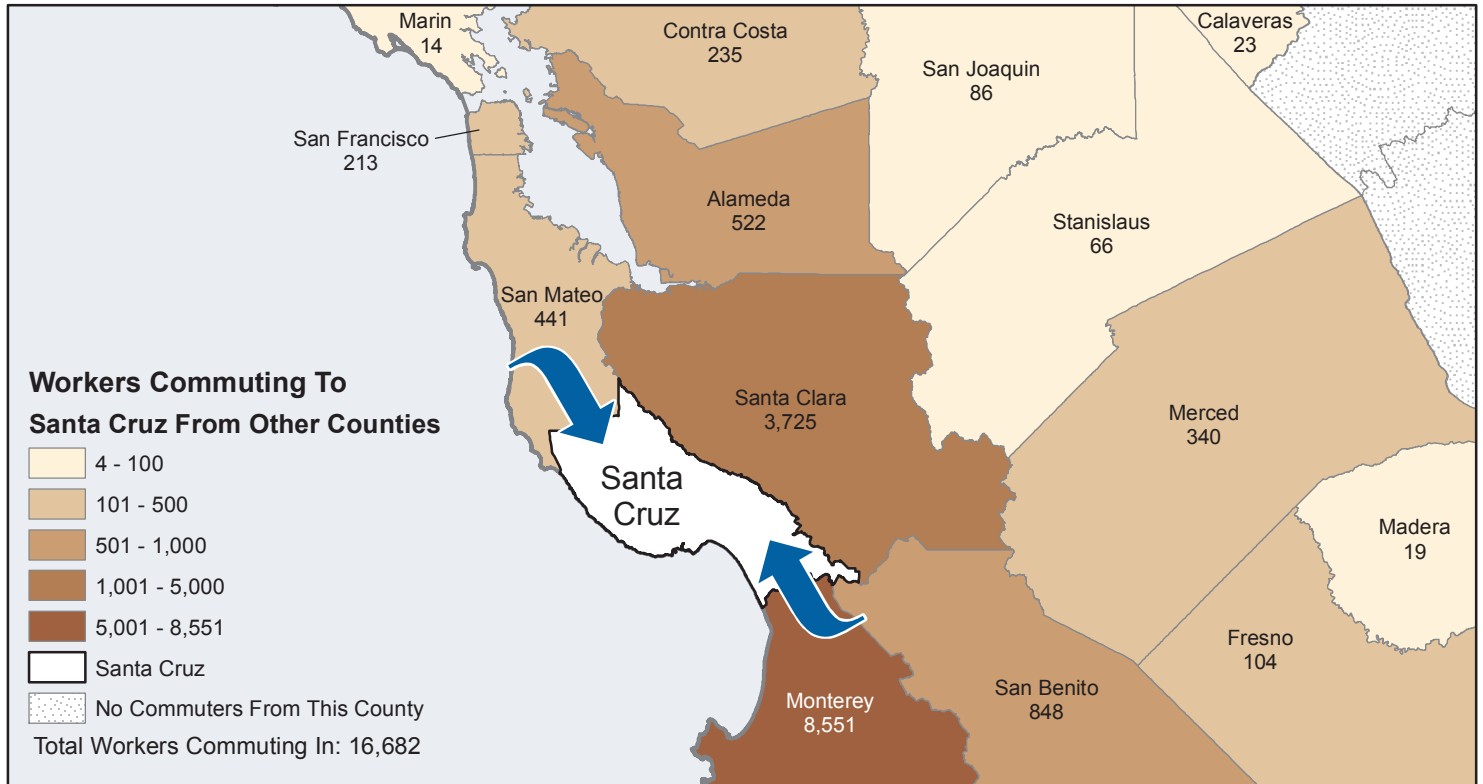 Marin
14
Contra Costa
235
Calaveras
23
San Joaquin
86
San Francisco
213
Alameda
522
Stanislaus
66
San Mateo
441
Santa Clara
3,725
Merced
340
Santa
Cruz
Madera
19
Fresno
104
San Benito
848
Monterey
8,551
Workers Commuting To
Santa Cruz From Other Counties
4 - 100
101 - 500
501 - 1,000
1,001 - 5,000
5,001 - 8,551
Santa Cruz
No Commuters From This County
Total Workers Commuting In: 16,682